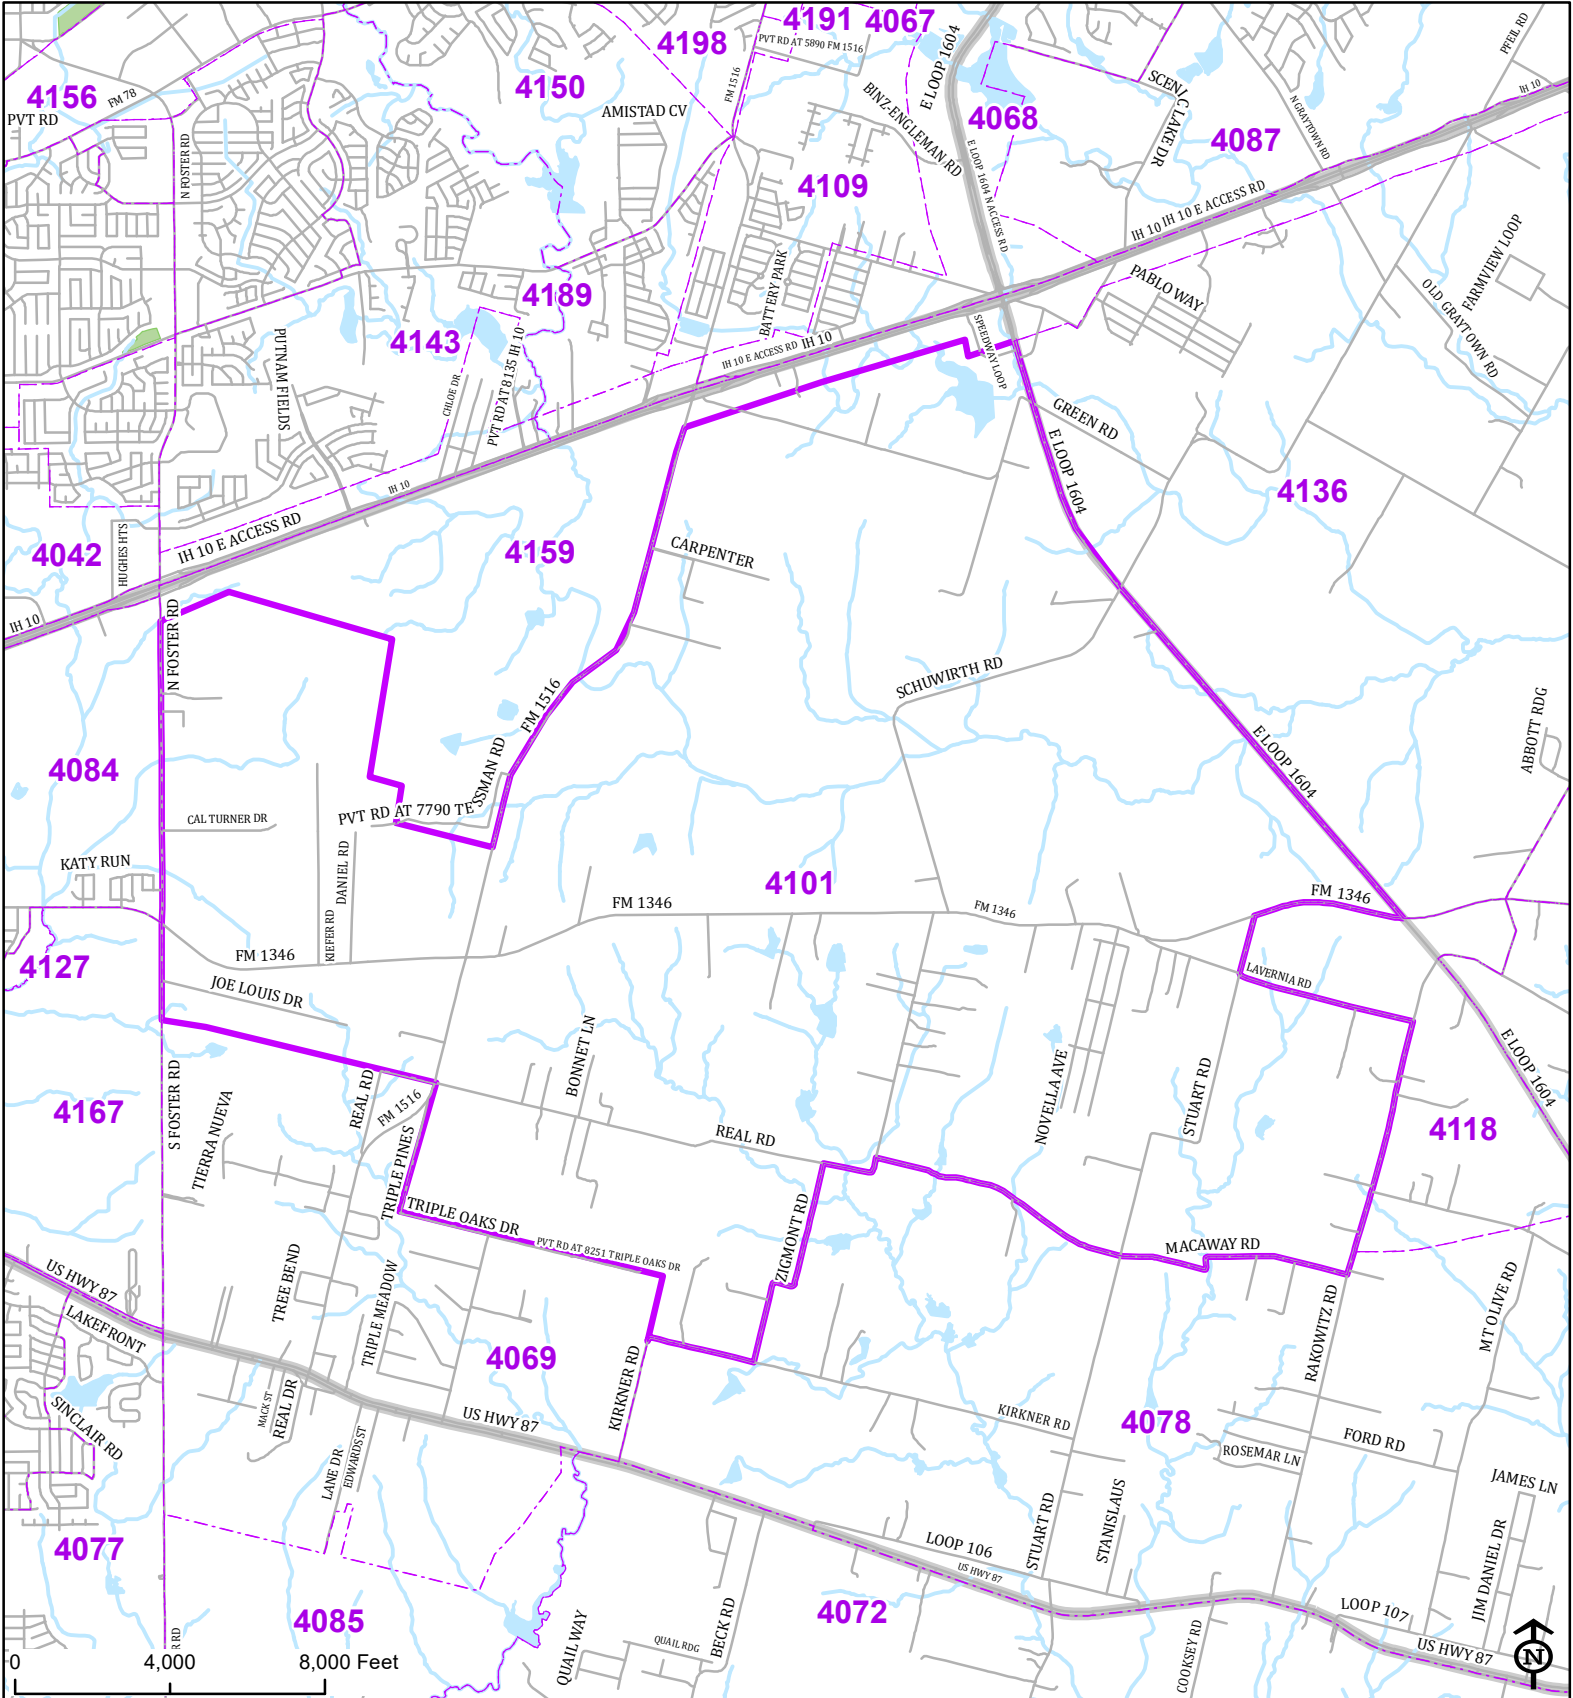 4191
4067
4198
PVT RD AT 5890 FM 1516
PFEIL RD
E LOOP 1604
4150
4156
FM 78
FM 1516
IH 10
PVT RD
AMISTAD CV
BINZ-ENGLEMAN RD
4068
SCENIC LAKE DR
N GRAYTOWN RD
4087
N FOSTER RD
4109
E LOOP 1604 N ACCESS RD
IH 10
IH 10 E ACCESS RD
FARMVIEW LOOP
OLD GRAYTOWN RD
PABLO WAY
BATTERY PARK
4189
4143
PUTNAM FIELDS
CHLOE DR
PVT RD AT 8135 IH 10
IH 10 E ACCESS RD
IH 10
SPEEDWAY LOOP
GREEN RD
E LOOP 1604
4136
IH 10
IH 10 E ACCESS RD
4042
HUGHES HTS
4159
CARPENTER
IH 10
N FOSTER RD
SCHUWIRTH RD
FM 1516
ABBOTT RDG
E LOOP 1604
4084
PVT RD AT 7790 TESSMAN RD
CAL TURNER DR
KATY RUN
DANIEL RD
KIEFER RD
4101
FM 1346
FM 1346
FM 1346
FM 1346
4127
JOE LOUIS DR
LAVERNIA RD
BONNET LN
NOVELLA AVE
STUART RD
E LOOP 1604
4167
S FOSTER RD
TIERRA NUEVA
REAL RD
FM 1516
REAL RD
4118
TRIPLE PINES
TRIPLE OAKS DR
PVT RD AT 8251 TRIPLE OAKS DR
ZIGMONT RD
MACAWAY RD
US HWY 87
LAKEFRONT
TREE BEND
TRIPLE MEADOW
4069
KIRKNER RD
RAKOWITZ RD
MT OLIVE RD
SINCLAIR RD
MACK ST
REAL DR
US HWY 87
KIRKNER RD
4078
FORD RD
ROSEMAR LN
LANE DR
EDWARDS ST
JAMES LN
STUART RD
STANISLAUS
4077
LOOP 106
US HWY 87
JIM DANIEL DR
4085
4072
LOOP 107
QUAIL WAY
QUAIL RDG
BECK RD
COOKSEY RD
US HWY 87
R RD
0
4,000
8,000 Feet
N